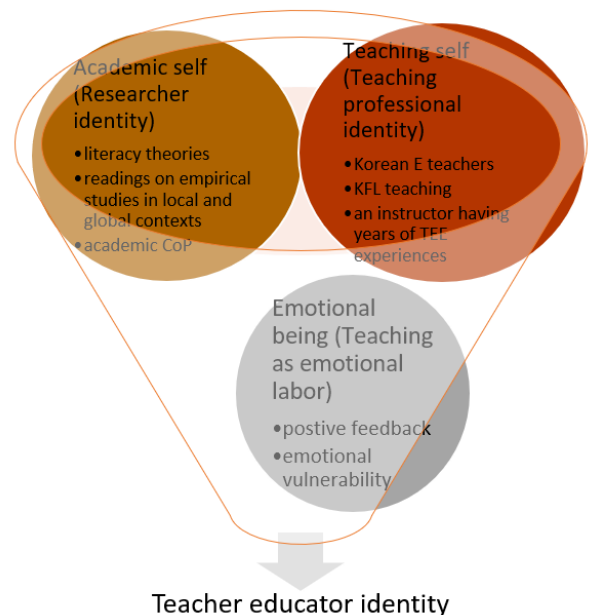 Academic self
(Researcher
identity)
•literacy theories
•readings on empirical
studies in local and
global contexts
•academic CoP
Teaching self
(Teaching
professional
identity)
•Korean E teachers
•KFL teaching
•an instructor having
years of TEE
experiences
Emotional
being (Teaching
as emotional
labor)
•postive feedback
•emotional
vulnerability
Teacher educator identity